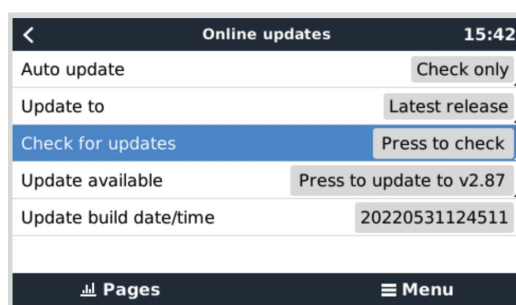 Online updates 15:42
Auto update Check only
Update to Latest release
Check for updates Press to check
Update available Press to update to v2.87
Update build date/time 20220531124511
Pages Menu